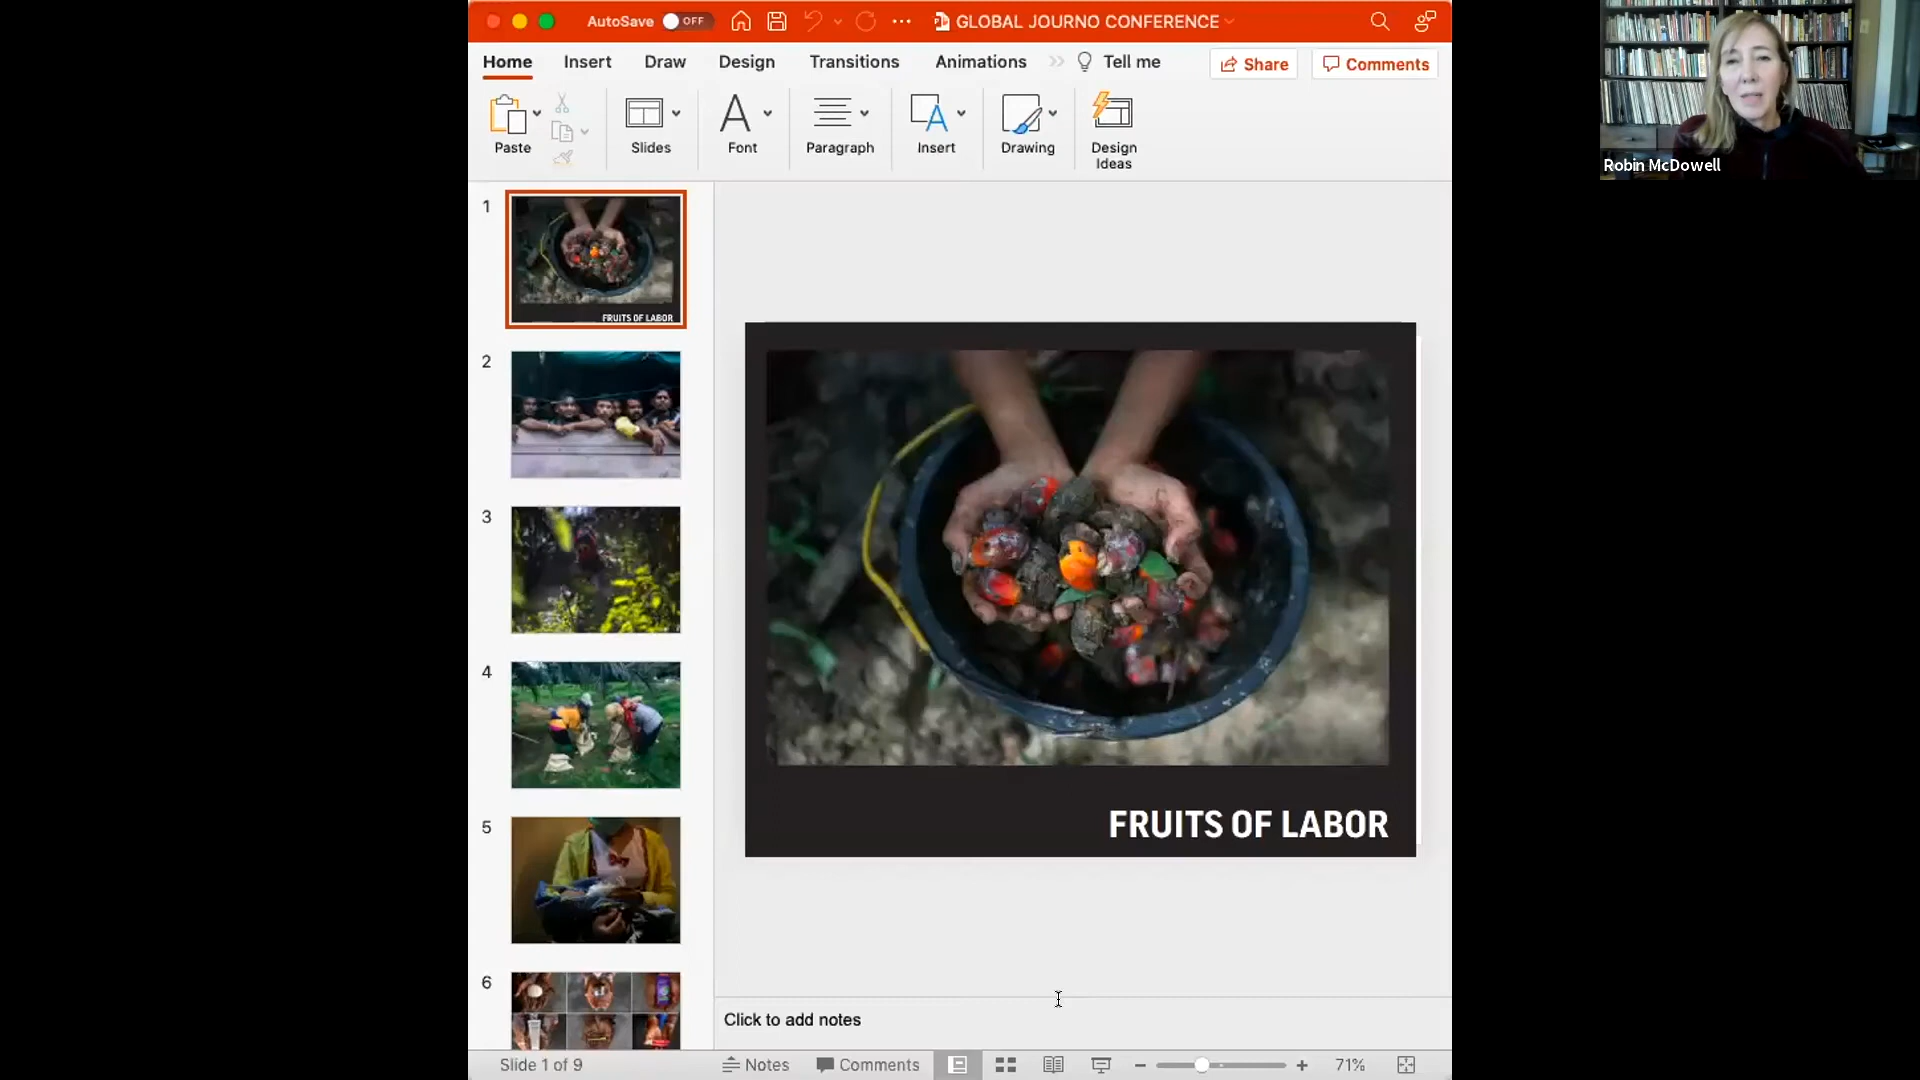 AutoSave OFF GLOBAL JOURNO CONFERENCE
Home Insert Draw Design Transitions Animations Tell me Share Comments
Paste Slides Font Paragraph Insert Drawing Design Ideas
Robin McDowell
1
FRUITS OF LABOR
2
3
4
5
6
FRUITS OF LABOR
Click to add notes
Slide 1 of 9 Notes Comments 71%